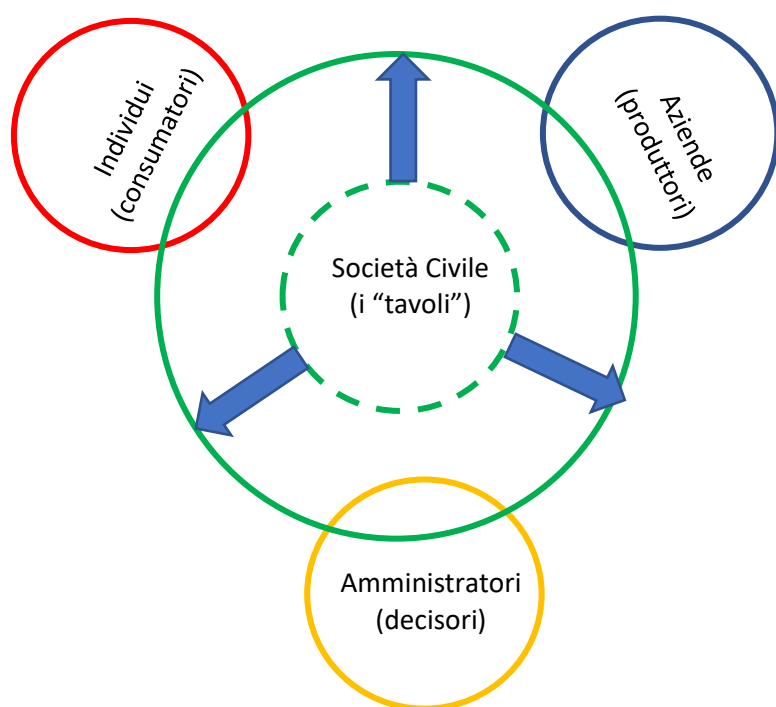 Individui
(consumatori)
Aziende
(produttori)
Società Civile
(i “tavoli”)
Amministratori
(decisori)